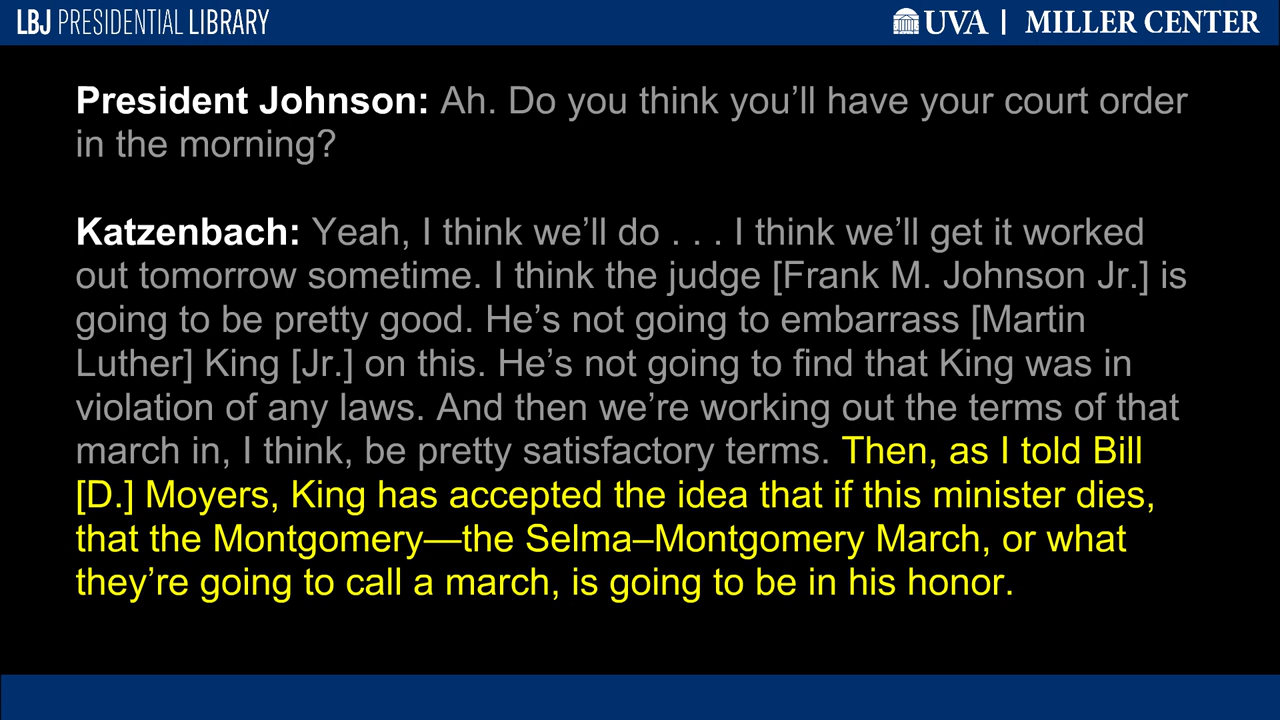 LBJ PRESIDENTIAL LIBRARY
UVA | MILLER CENTER
President Johnson: Ah. Do you think you’ll have your court order
in the morning?
Katzenbach: Yeah, I think we’ll do . . . I think we’ll get it worked
out tomorrow sometime. I think the judge [Frank M. Johnson Jr.] is
going to be pretty good. He’s not going to embarrass [Martin
Luther] King [Jr.] on this. He’s not going to find that King was in
violation of any laws. And then we’re working out the terms of that
march in, I think, be pretty satisfactory terms. Then, as I told Bill
[D.] Moyers, King has accepted the idea that if this minister dies,
that the Montgomery—the Selma–Montgomery March, or what
they’re going to call a march, is going to be in his honor.